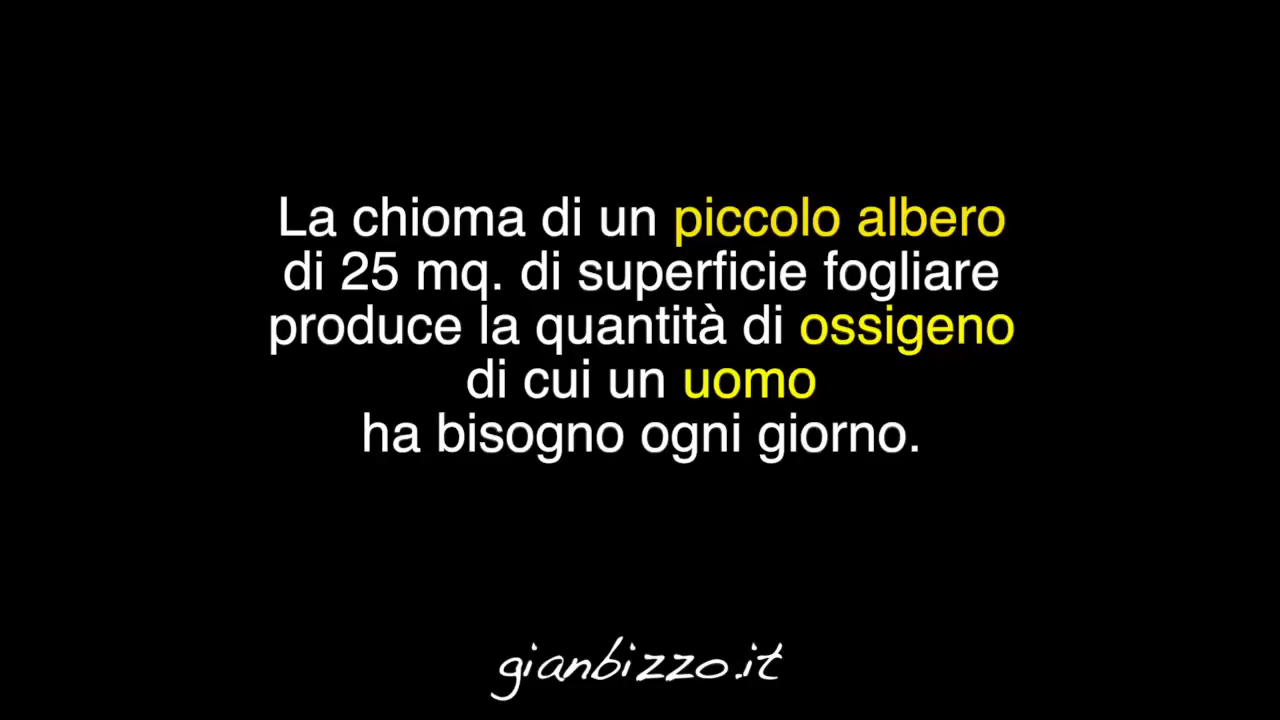 La chioma di un piccolo albero
di 25 mq. di superficie fogliare
produce la quantità di ossigeno
di cui un uomo
ha bisogno ogni giorno.
gianbizzo.it